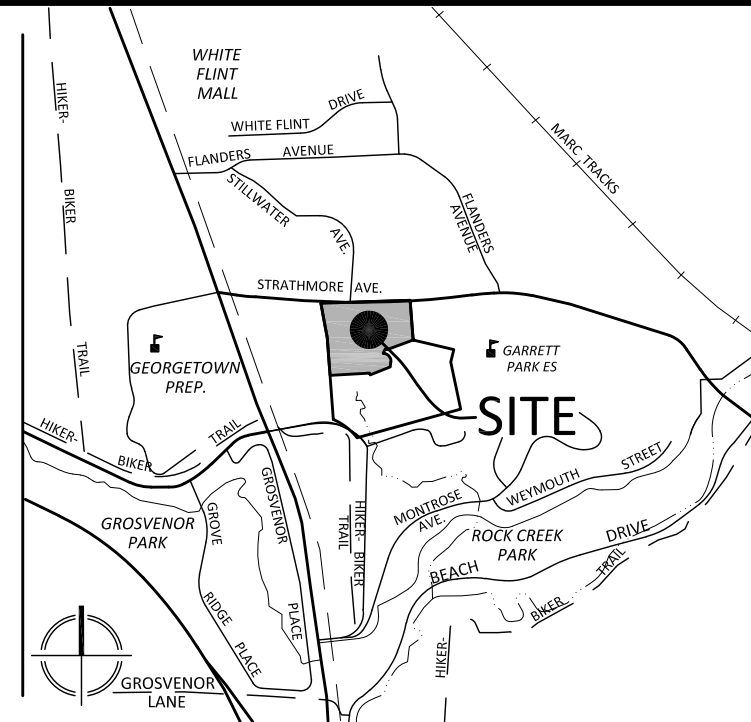 WHITE
FLINT
MALL
WHITE FLINT DRIVE
FLANDERS AVENUE
STILLWATER AVE.
FLANDERS
AVENUE
MARC TRACKS
HIKER- BIKER TRAIL
STRATHMORE AVE.
GEORGETOWN
PREP.
GARRETT
PARK ES
SITE
HIKER- BIKER TRAIL
GROSVENOR
PARK
GROVE RIDGE PLACE
GROSVENOR PLACE
HIKER- BIKER
TRAIL
MONTROSE
AVE.
WEYMOUTH STREET
ROCK CREEK
PARK
BEACH DRIVE
HIKER- BIKER TRAIL
GROSVENOR
LANE